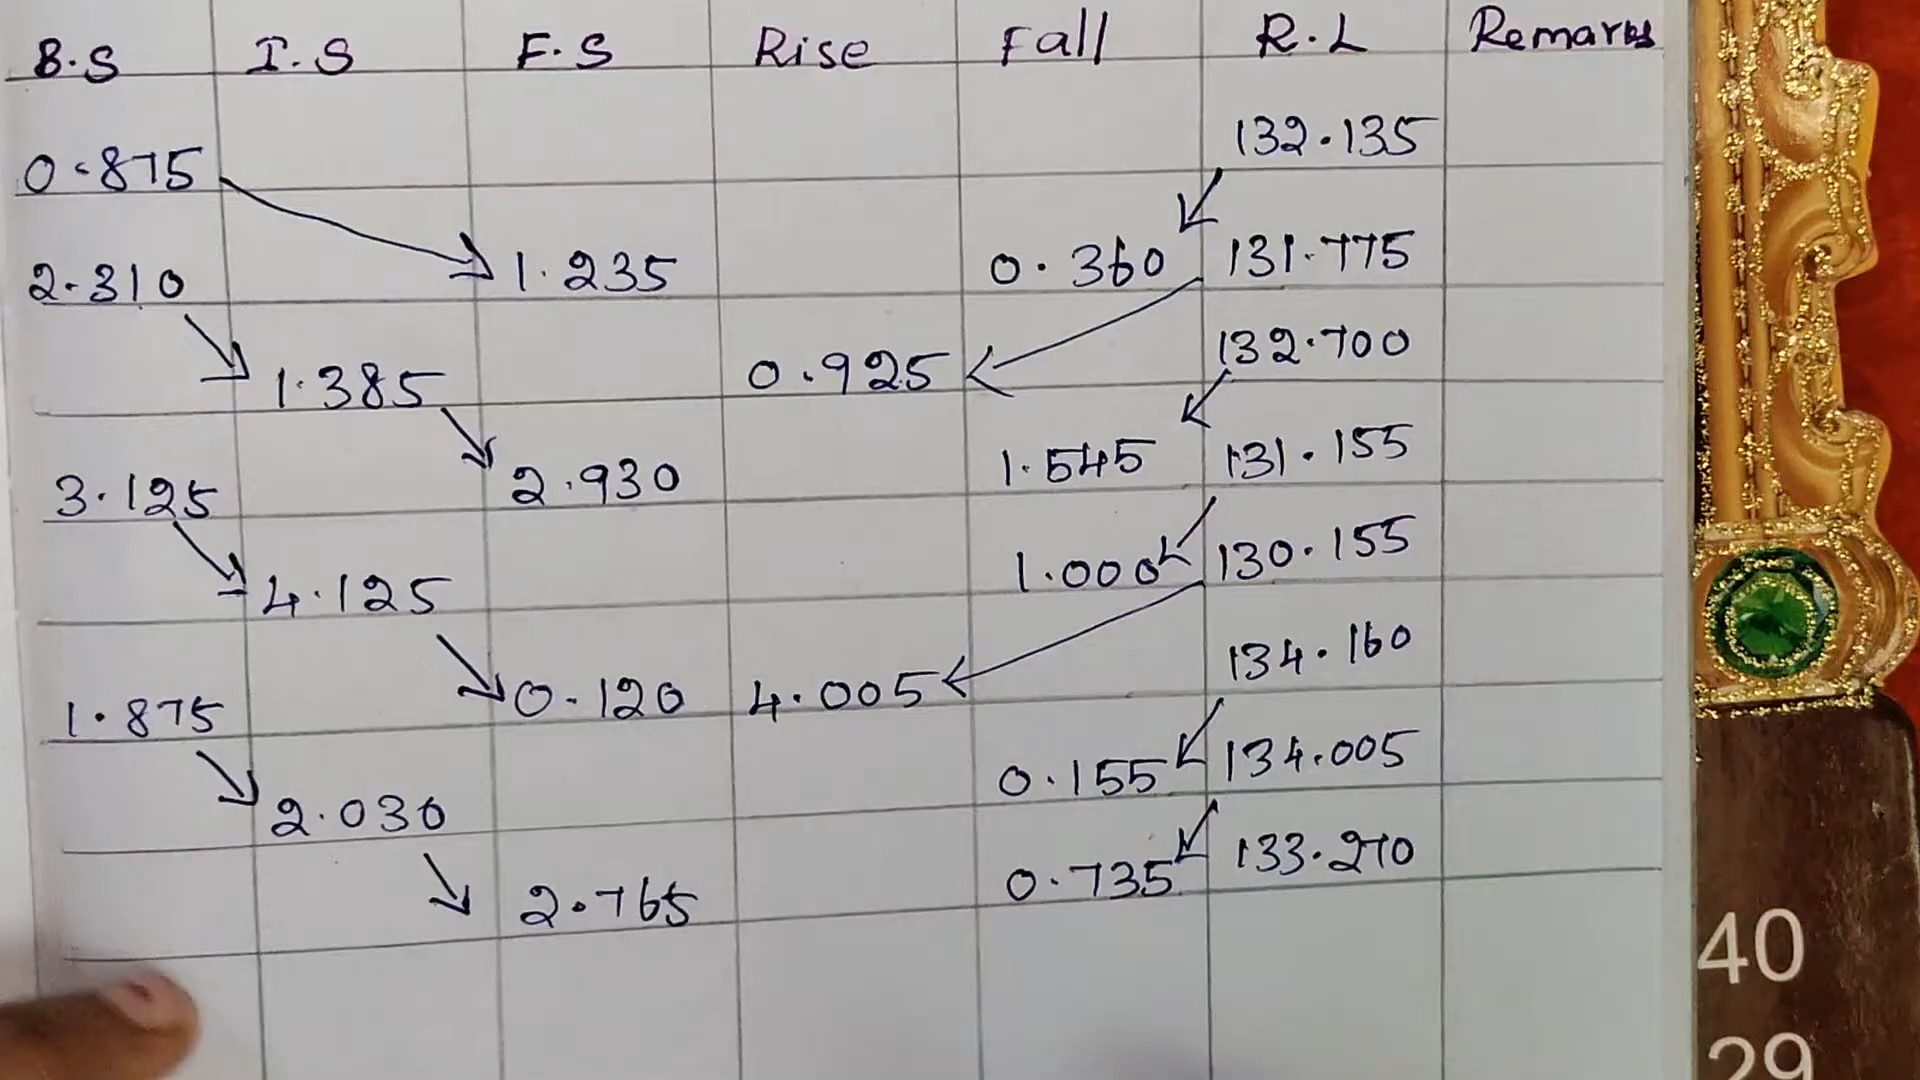 B.S I.S F.S Rise Fall R.L Remarks
0.875 132.135
2.310 1.235 0.360 131.775
1.385 0.925 132.700
3.125 2.930 1.545 131.155
4.125 1.000 130.155
1.875 0.120 4.005 134.160
2.030 0.155 134.005
2.765 0.735 133.270
40
29